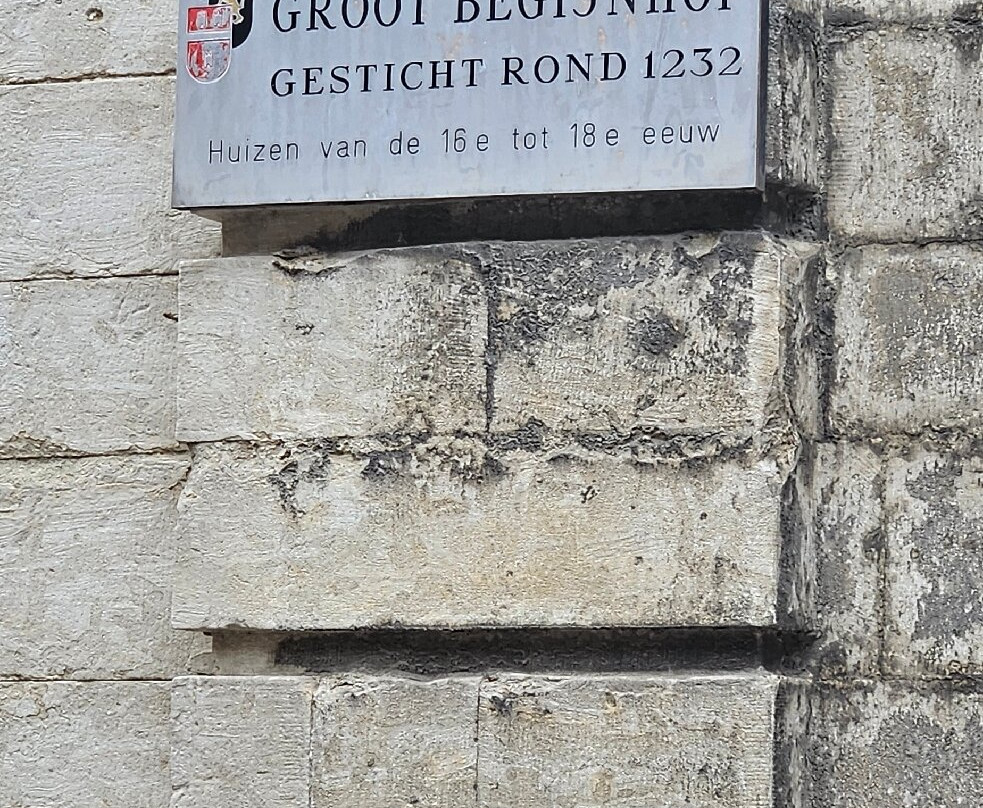 GROOT BEGIJNHOF
GESTICHT ROND 1232
Huizen van de 16e tot 18e eeuw